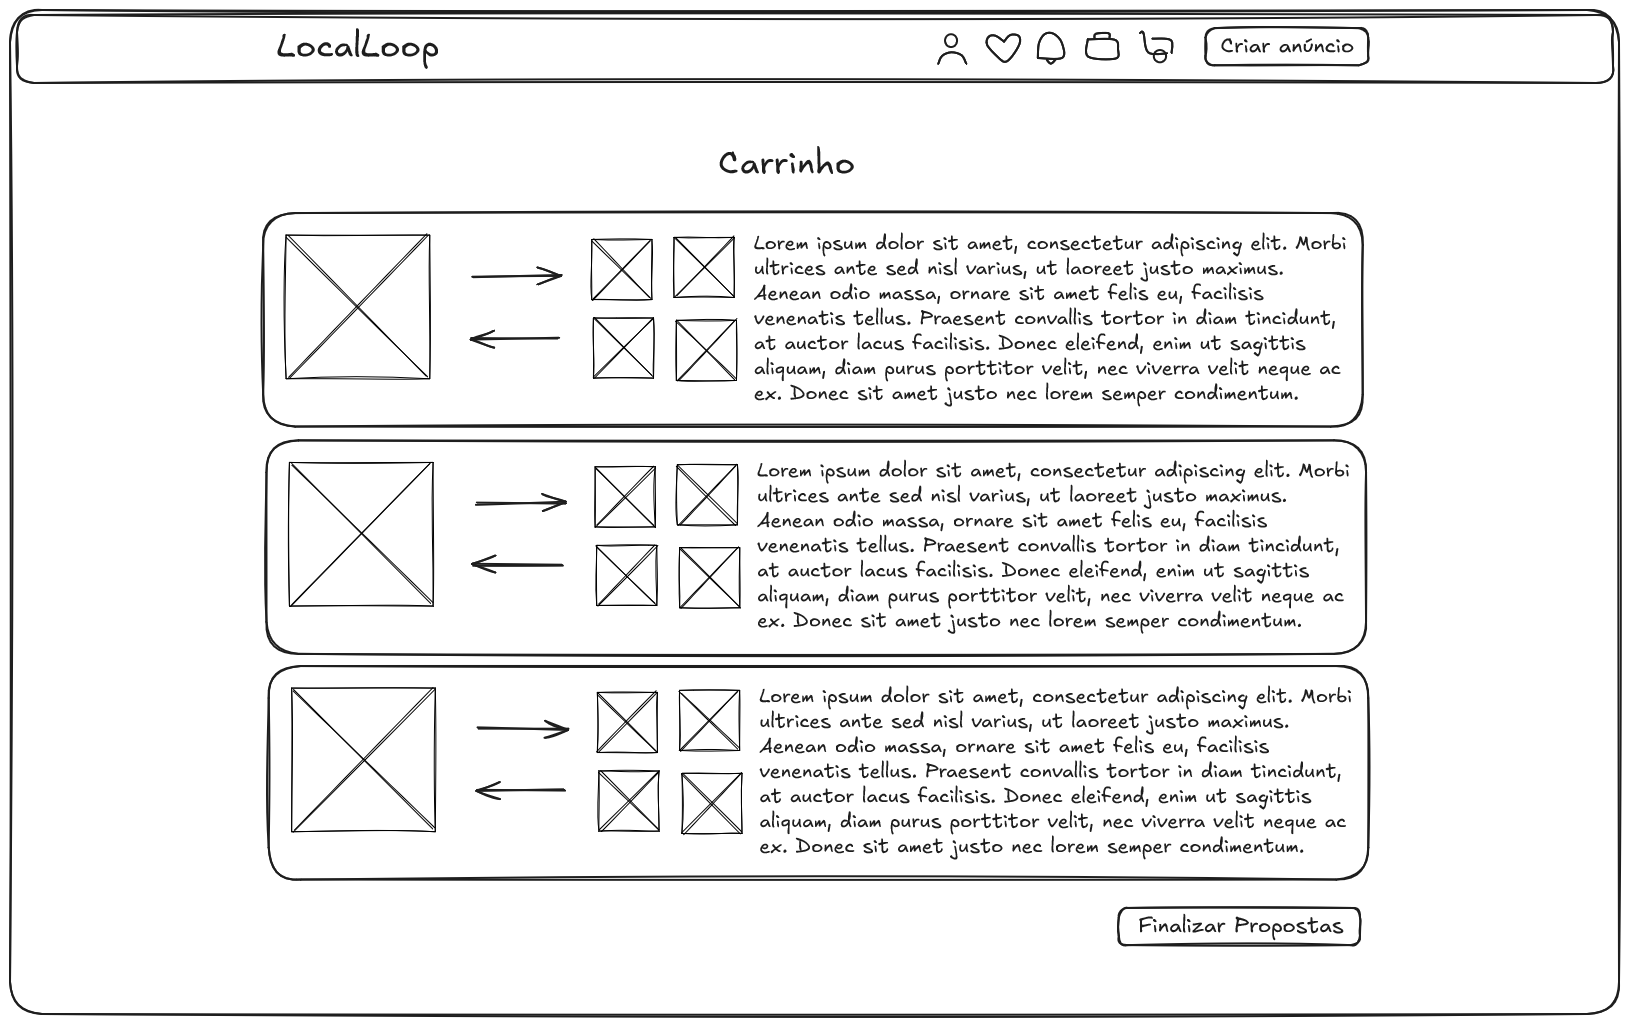 LocalLoop
Criar anúncio
Carrinho
Lorem ipsum dolor sit amet, consectetur adipiscing elit. Morbi
ultrices ante sed nisl varius, ut laoreet justo maximus.
Aenean odio massa, ornare sit amet felis eu, facilisis
venenatis tellus. Praesent convallis tortor in diam tincidunt,
at auctor lacus facilisis. Donec eleifend, enim ut sagittis
aliquam, diam purus porttitor velit, nec viverra velit neque ac
ex. Donec sit amet justo nec lorem semper condimentum.
Lorem ipsum dolor sit amet, consectetur adipiscing elit. Morbi
ultrices ante sed nisl varius, ut laoreet justo maximus.
Aenean odio massa, ornare sit amet felis eu, facilisis
venenatis tellus. Praesent convallis tortor in diam tincidunt,
at auctor lacus facilisis. Donec eleifend, enim ut sagittis
aliquam, diam purus porttitor velit, nec viverra velit neque ac
ex. Donec sit amet justo nec lorem semper condimentum.
Lorem ipsum dolor sit amet, consectetur adipiscing elit. Morbi
ultrices ante sed nisl varius, ut laoreet justo maximus.
Aenean odio massa, ornare sit amet felis eu, facilisis
venenatis tellus. Praesent convallis tortor in diam tincidunt,
at auctor lacus facilisis. Donec eleifend, enim ut sagittis
aliquam, diam purus porttitor velit, nec viverra velit neque ac
ex. Donec sit amet justo nec lorem semper condimentum.
Finalizar Propostas